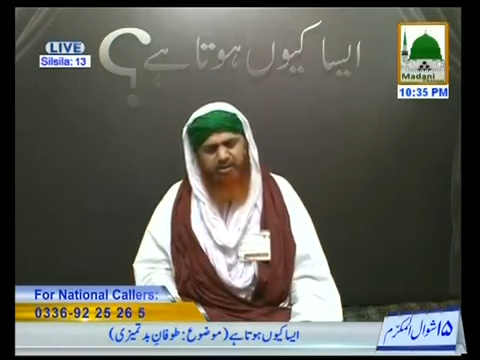 LIVE
Silsila: 13
ایسا کیوں ہوتا ہے؟
Madani
10:35 PM
For National Callers:
0336-92 25 26 5
ایسا کیوں ہوتا ہے (موضوع: طوفانِ بدتمیزی)
۱۵ شوال المکرم